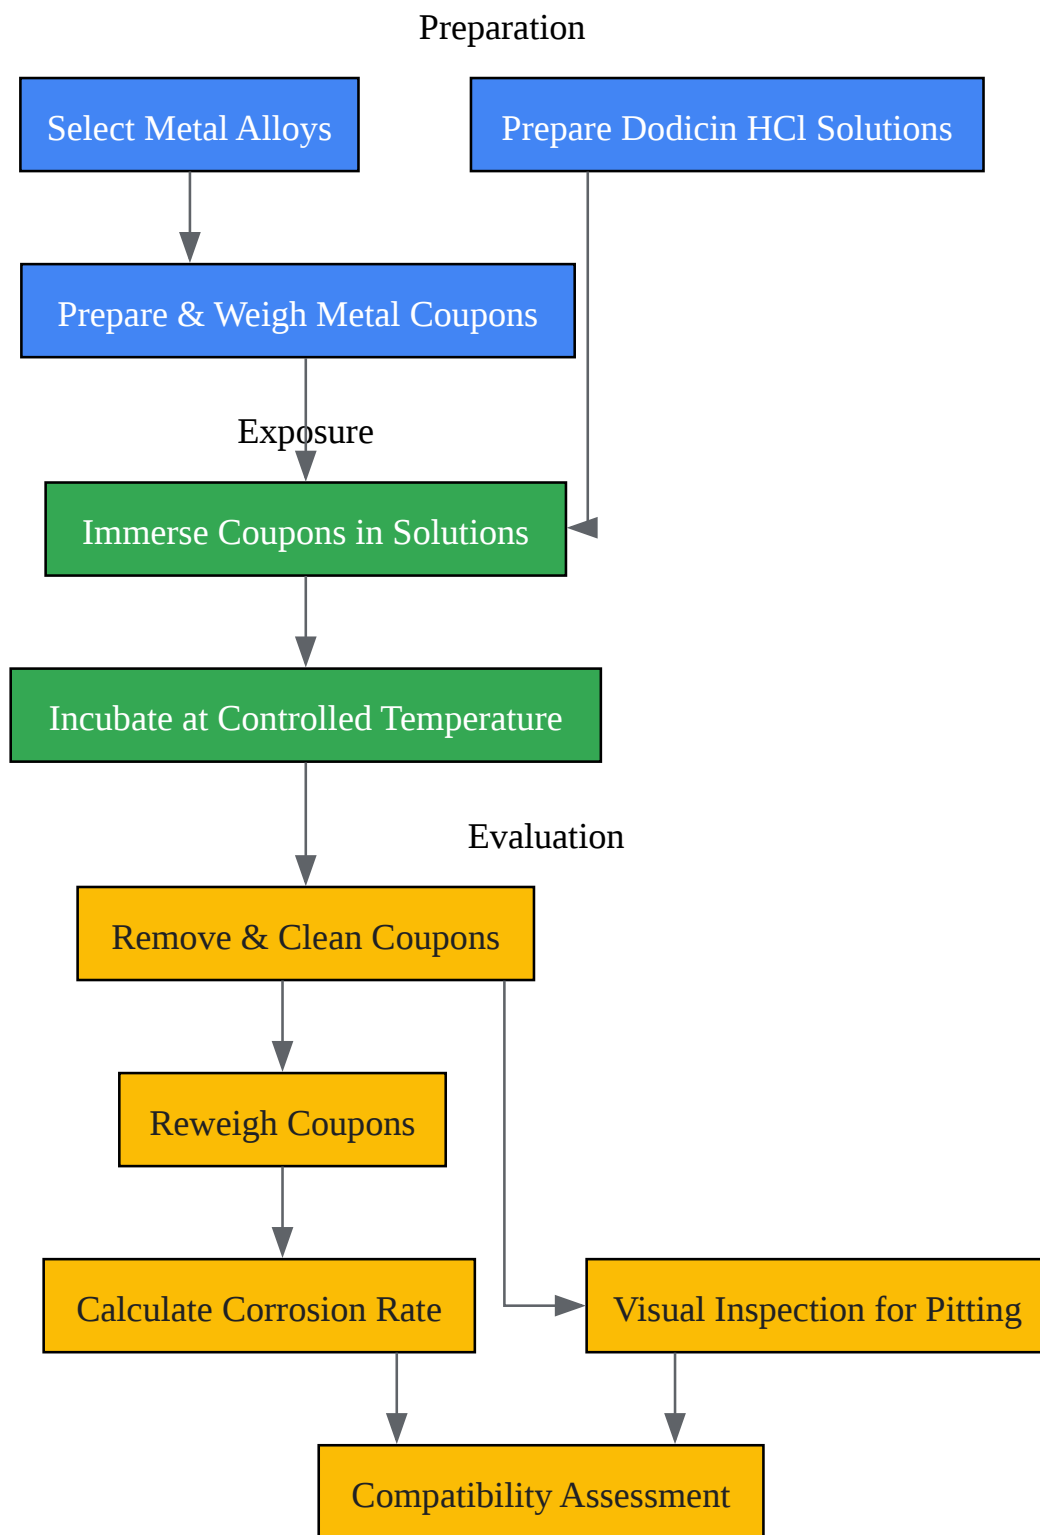 Preparation
Select Metal Alloys
Prepare Dodicin HCl Solutions
Prepare & Weigh Metal Coupons
Exposure
Immerse Coupons in Solutions
Incubate at Controlled Temperature
Evaluation
Remove & Clean Coupons
Reweigh Coupons
Calculate Corrosion Rate
Visual Inspection for Pitting
Compatibility Assessment